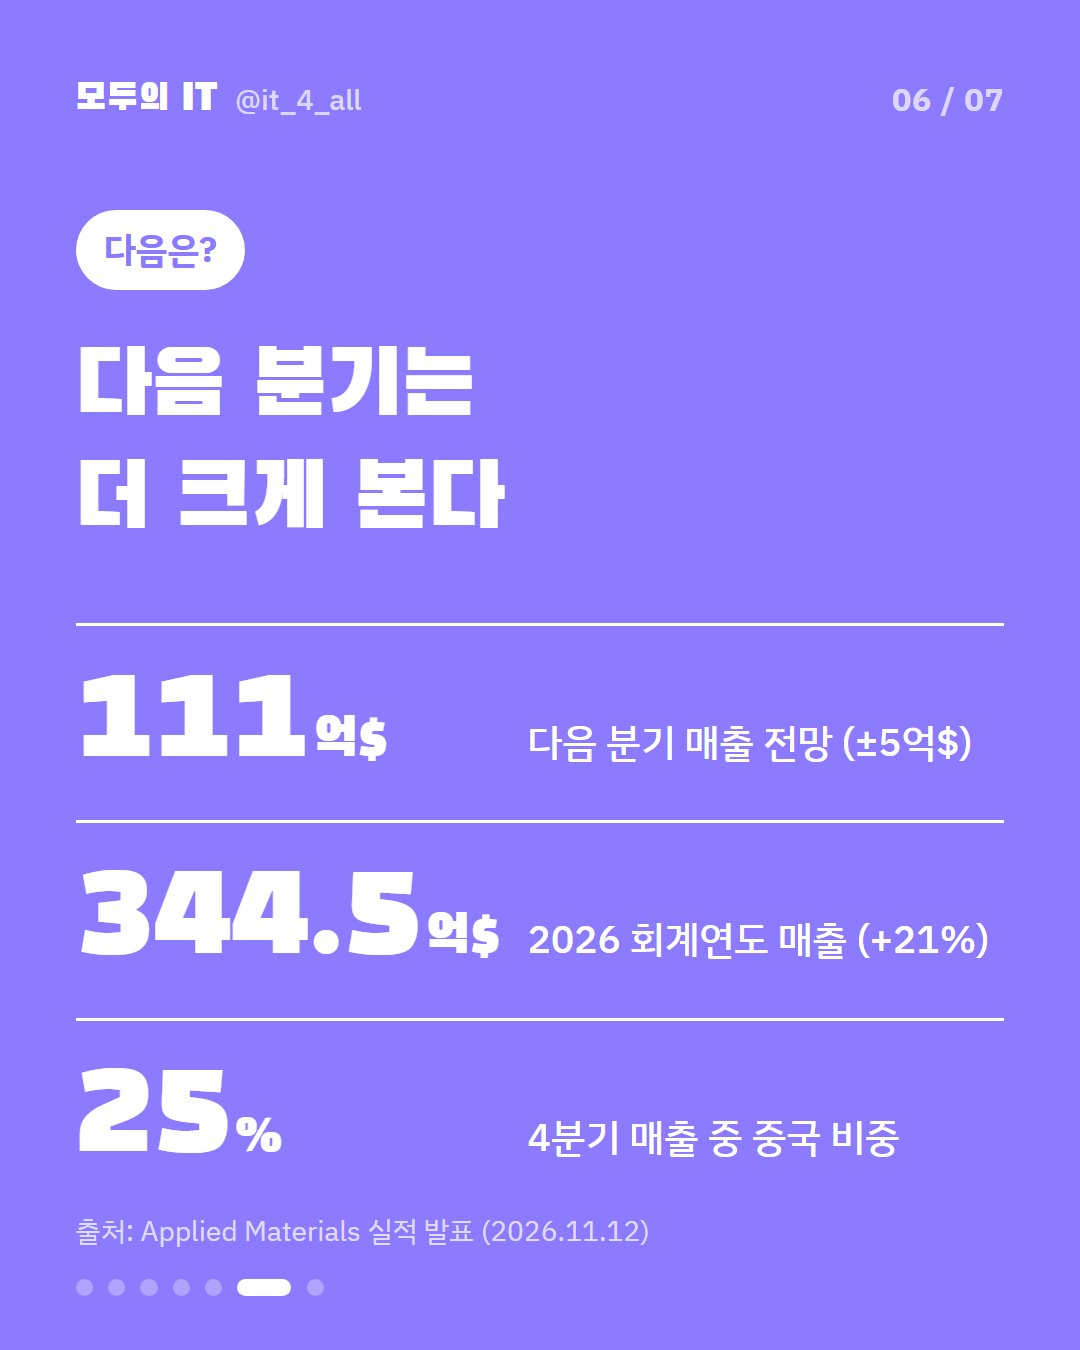 모두의 IT @it_4_all
06 / 07
다음은?
다음 분기는
더 크게 본다
111억$ 다음 분기 매출 전망 (±5억$)
344.5억$ 2026 회계연도 매출 (+21%)
25% 4분기 매출 중 중국 비중
출처: Applied Materials 실적 발표 (2026.11.12)